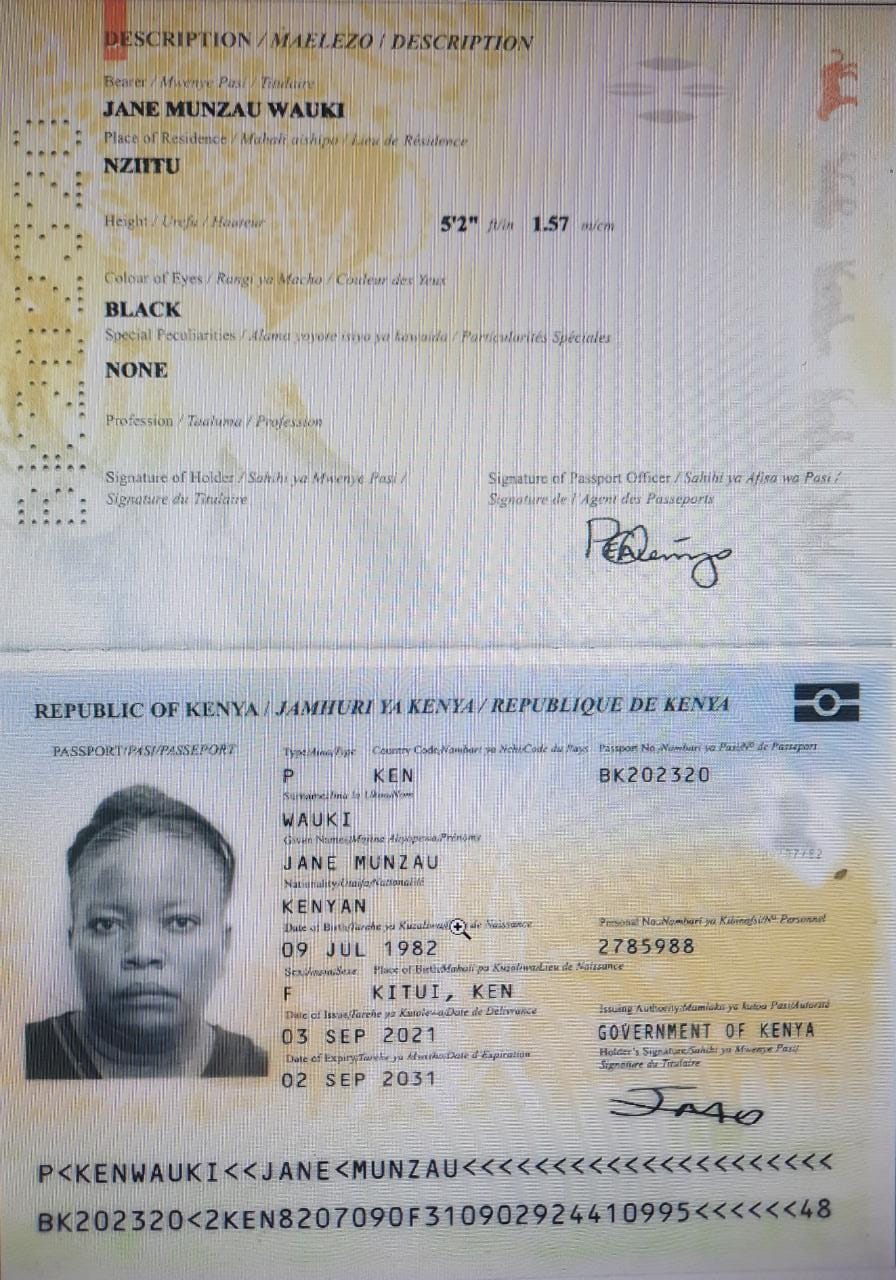 DESCRIPTION / MAELEZO / DESCRIPTION
Bearer / Mwenye Pasi / Titulaire
JANE MUNZAU WAUKI
Place of Residence / Mahali aishipo / Lieu de Résidence
NZIITU
Height / Urefu / Hauteur 5'2" ft/in 1.57 m/cm
Colour of Eyes / Rangi ya Macho / Couleur des Yeux
BLACK
Special Peculiarities / Alama yoyote isiyo ya kawaida / Particularités Spéciales
NONE
Profession / Taaluma / Profession
Signature of Holder / Sahihi ya Mwenye Pasi / Signature of Passport Officer / Sahihi ya Afisa wa Pasi /
Signature du Titulaire Signature de l'Agent des Passeports
REPUBLIC OF KENYA / JAMHURI YA KENYA / REPUBLIQUE DE KENYA
PASSPORT/PASI/PASSEPORT Type/Aina/Type Country Code/Nambari ya Nchi/Code du Pays Passport No./Nambari ya Pasi/Nº de Passeport
P KEN BK202320
Surname/Jina la Ukoo/Nom
WAUKI
Given Names/Majina Aliyopewa/Prénoms
JANE MUNZAU
Nationality/Utaifa/Nationalité
KENYAN
Date of Birth/Tarehe ya Kuzaliwa/ de Naissance Personal No./Nambari ya Kibinafsi/Nº Personnel
09 JUL 1982 2785988
Sex/Jinsia/Sexe Place of Birth/Mahali pa Kuzaliwa/Lieu de Naissance
F KITUI, KEN
Date of Issue/Tarehe ya Kutolewa/Date de Délivrance Issuing Authority/Mamlaka ya kutoa Pasi/Autorité
03 SEP 2021 GOVERNMENT OF KENYA
Date of Expiry/Tarehe ya Mwisho/Date d'Expiration Holder's Signature/Sahihi ya Mwenye Pasi/
Signature du Titulaire
02 SEP 2031
P<KENWAUKI<<JANE<MUNZAU<<<<<<<<<<<<<<<<<<<<<
BK202320<2KEN8207090F310902924410995<<<<<<48